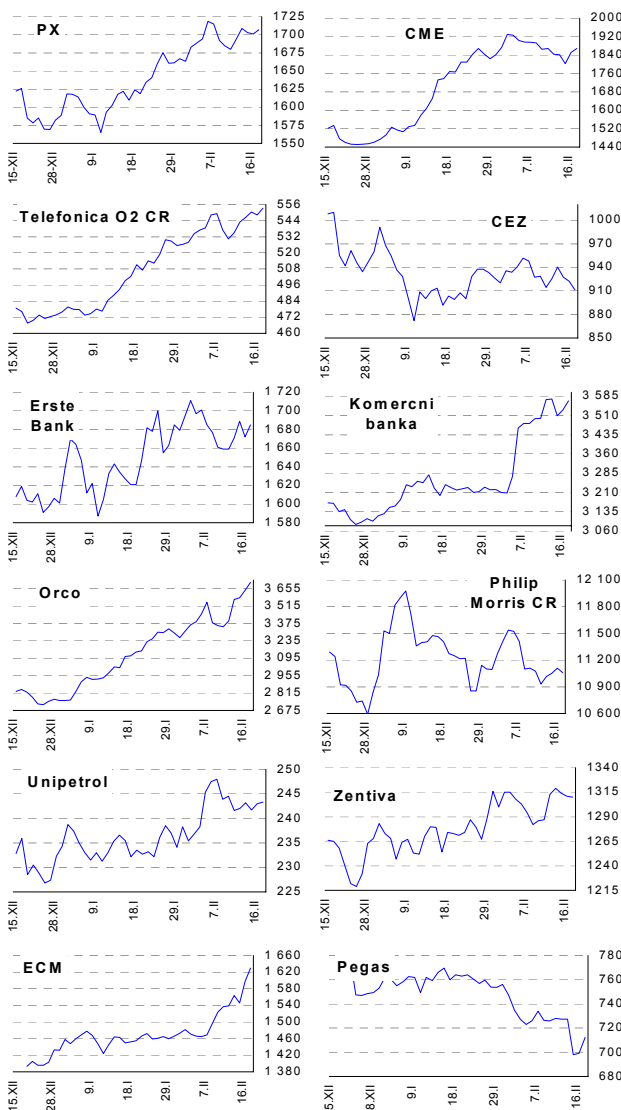 PX
1725
1700
1675
1650
1625
1600
1575
1550
15.XII
28.XII
9.I
18.I
29.I
7.II
16.II
CME
2000
1920
1840
1760
1680
1600
1520
1440
15.XII
28.XII
9.I
18.I
29.I
7.II
16.II
Telefonica O2 CR
556
544
532
520
508
496
484
472
460
15.XII
28.XII
9.I
18.I
29.I
7.II
16.II
CEZ
1000
970
940
910
880
850
15.XII
28.XII
9.I
18.I
29.I
7.II
16.II
Erste
Bank
1 720
1 700
1 680
1 660
1 640
1 620
1 600
1 580
15.XII
28.XII
9.I
18.I
29.I
7.II
16.II
Komercni
banka
3 585
3 510
3 435
3 360
3 285
3 210
3 135
3 060
15.XII
28.XII
9.I
18.I
29.I
7.II
16.II
Orco
3 655
3 515
3 375
3 235
3 095
2 955
2 815
2 675
15.XII
28.XII
9.I
18.I
29.I
7.II
16.II
Philip
Morris CR
12 100
11 800
11 500
11 200
10 900
10 600
15.XII
28.XII
9.I
18.I
29.I
7.II
16.II
Unipetrol
250
245
240
235
230
225
15.XII
28.XII
9.I
18.I
29.I
7.II
16.II
Zentiva
1340
1315
1290
1265
1240
1215
15.XII
28.XII
9.I
18.I
29.I
7.II
16.II
ECM
1 660
1 620
1 580
1 540
1 500
1 460
1 420
1 380
15.XII
28.XII
9.I
18.I
29.I
7.II
16.II
Pegas
780
760
740
720
700
680
5.XII
8.XII
9.I
18.I
29.I
7.II
16.II